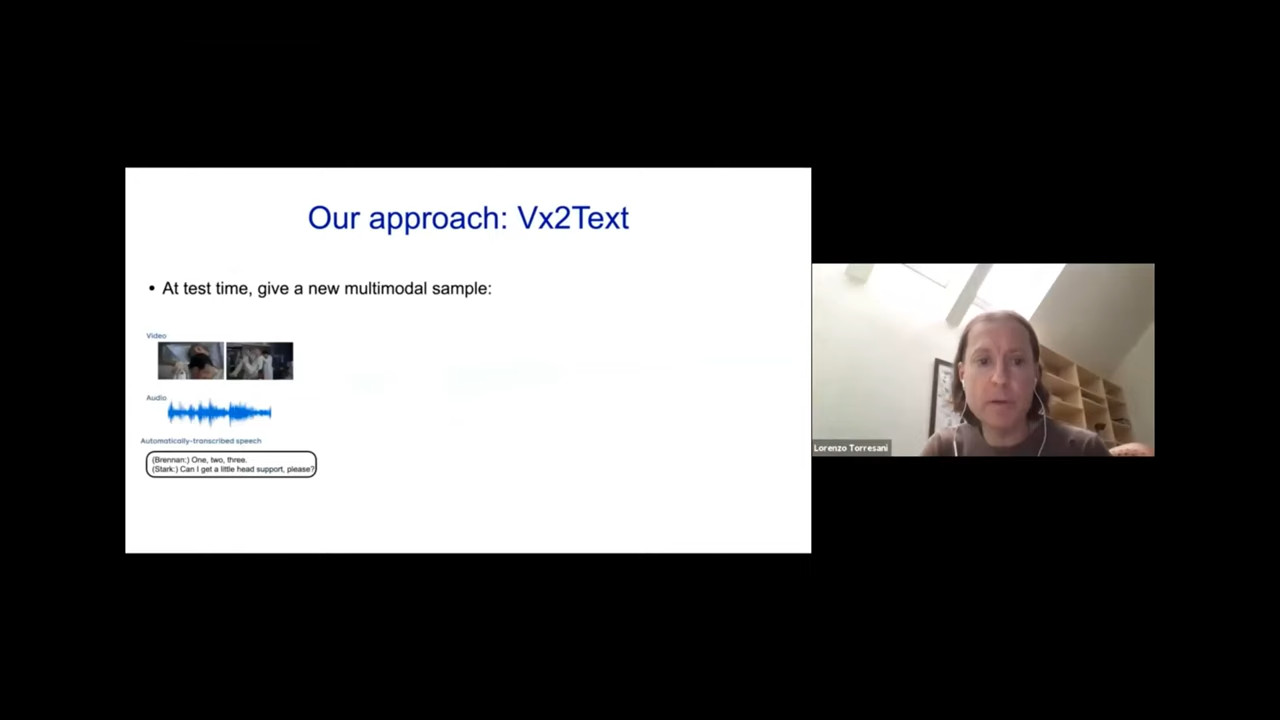 Our approach: Vx2Text
• At test time, give a new multimodal sample:
Video
Audio
Automatically-transcribed speech
(Brennan:) One, two, three.
(Stark:) Can I get a little head support, please?
Lorenzo Torresani